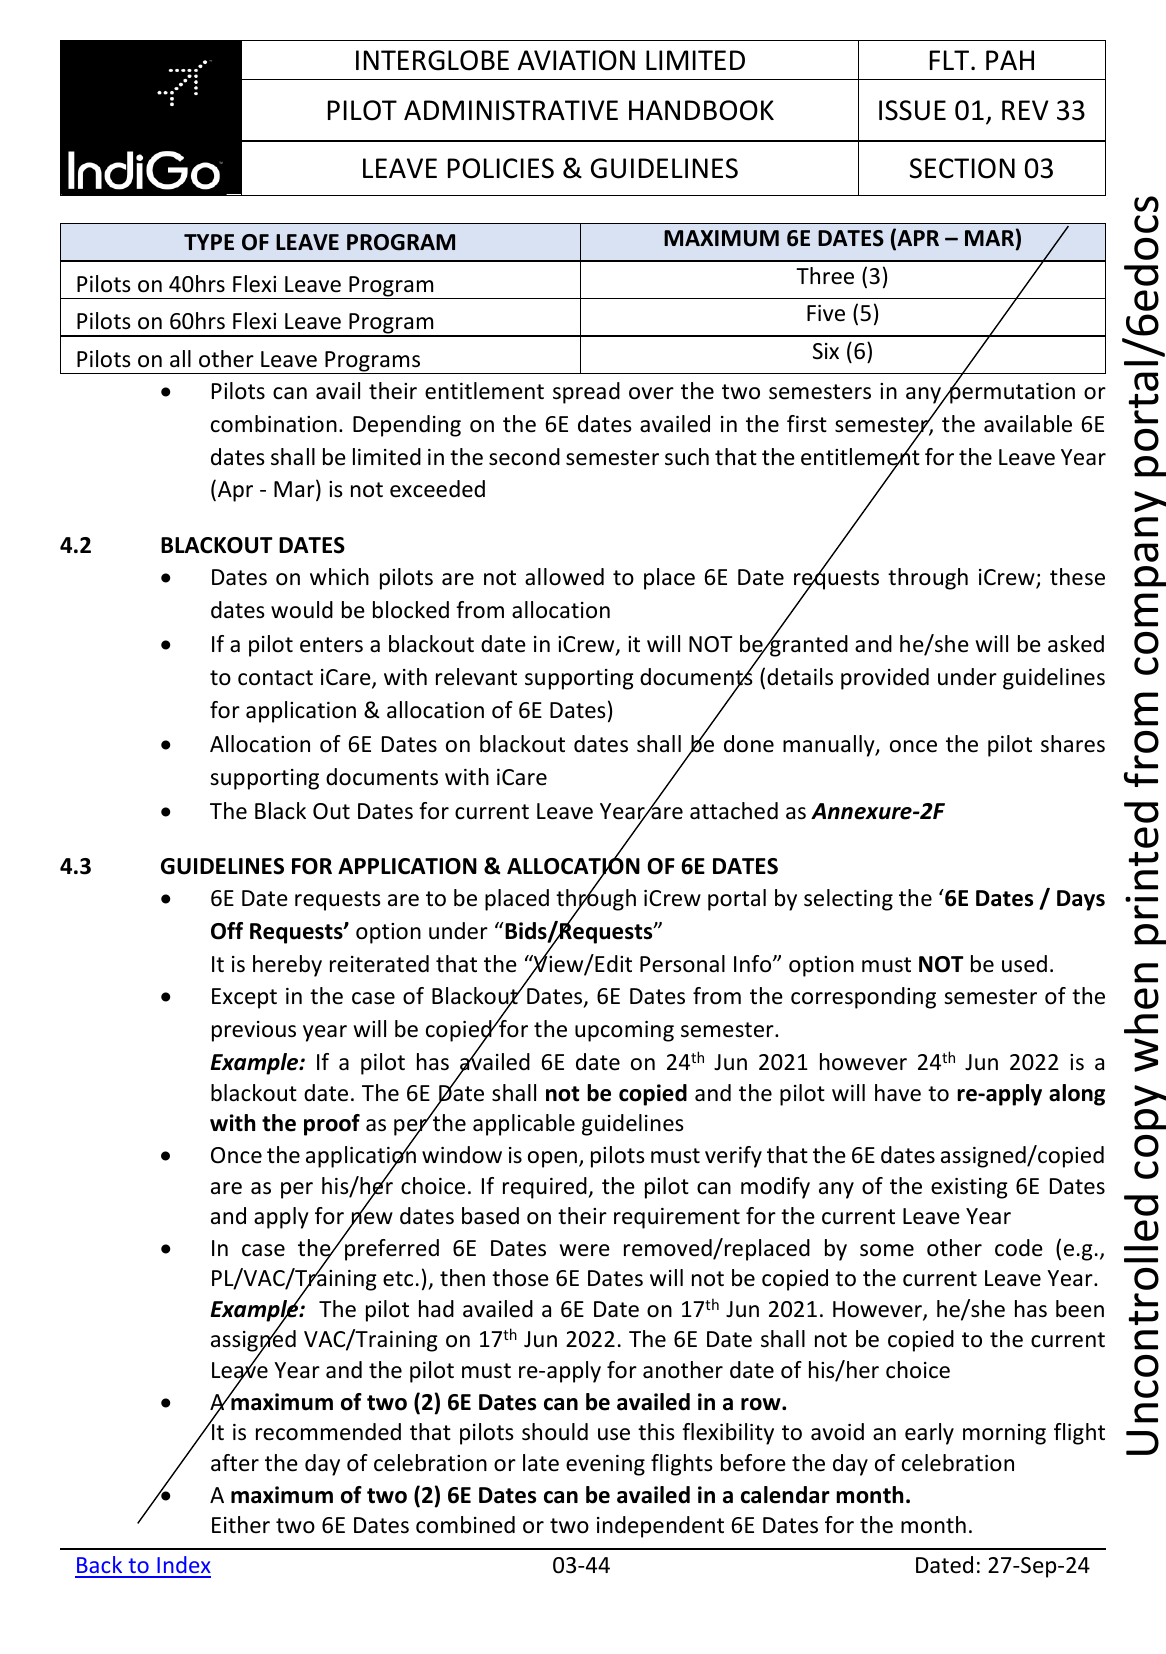 INTERGLOBE AVIATION LIMITED
FLT. PAH
PILOT ADMINISTRATIVE HANDBOOK
ISSUE 01, REV 33
IndiGo
LEAVE POLICIES & GUIDELINES
SECTION 03
TYPE OF LEAVE PROGRAM
MAXIMUM 6E DATES (APR – MAR)
Pilots on 40hrs Flexi Leave Program
Three (3)
Pilots on 60hrs Flexi Leave Program
Five (5)
Pilots on all other Leave Programs
Six (6)
• Pilots can avail their entitlement spread over the two semesters in any permutation or
combination. Depending on the 6E dates availed in the first semester, the available 6E
dates shall be limited in the second semester such that the entitlement for the Leave Year
(Apr - Mar) is not exceeded
4.2 BLACKOUT DATES
• Dates on which pilots are not allowed to place 6E Date requests through iCrew; these
dates would be blocked from allocation
• If a pilot enters a blackout date in iCrew, it will NOT be granted and he/she will be asked
to contact iCare, with relevant supporting documents (details provided under guidelines
for application & allocation of 6E Dates)
• Allocation of 6E Dates on blackout dates shall be done manually, once the pilot shares
supporting documents with iCare
• The Black Out Dates for current Leave Year are attached as Annexure-2F
4.3 GUIDELINES FOR APPLICATION & ALLOCATION OF 6E DATES
• 6E Date requests are to be placed through iCrew portal by selecting the ‘6E Dates / Days
Off Requests’ option under “Bids/Requests”
It is hereby reiterated that the “View/Edit Personal Info” option must NOT be used.
• Except in the case of Blackout Dates, 6E Dates from the corresponding semester of the
previous year will be copied for the upcoming semester.
Example: If a pilot has availed 6E date on 24th Jun 2021 however 24th Jun 2022 is a
blackout date. The 6E Date shall not be copied and the pilot will have to re-apply along
with the proof as per the applicable guidelines
• Once the application window is open, pilots must verify that the 6E dates assigned/copied
are as per his/her choice. If required, the pilot can modify any of the existing 6E Dates
and apply for new dates based on their requirement for the current Leave Year
• In case the preferred 6E Dates were removed/replaced by some other code (e.g.,
PL/VAC/Training etc.), then those 6E Dates will not be copied to the current Leave Year.
Example: The pilot had availed a 6E Date on 17th Jun 2021. However, he/she has been
assigned VAC/Training on 17th Jun 2022. The 6E Date shall not be copied to the current
Leave Year and the pilot must re-apply for another date of his/her choice
• A maximum of two (2) 6E Dates can be availed in a row.
It is recommended that pilots should use this flexibility to avoid an early morning flight
after the day of celebration or late evening flights before the day of celebration
• A maximum of two (2) 6E Dates can be availed in a calendar month.
Either two 6E Dates combined or two independent 6E Dates for the month.
Back to Index
03-44
Dated: 27-Sep-24
Uncontrolled copy when printed from company portal/6edocs